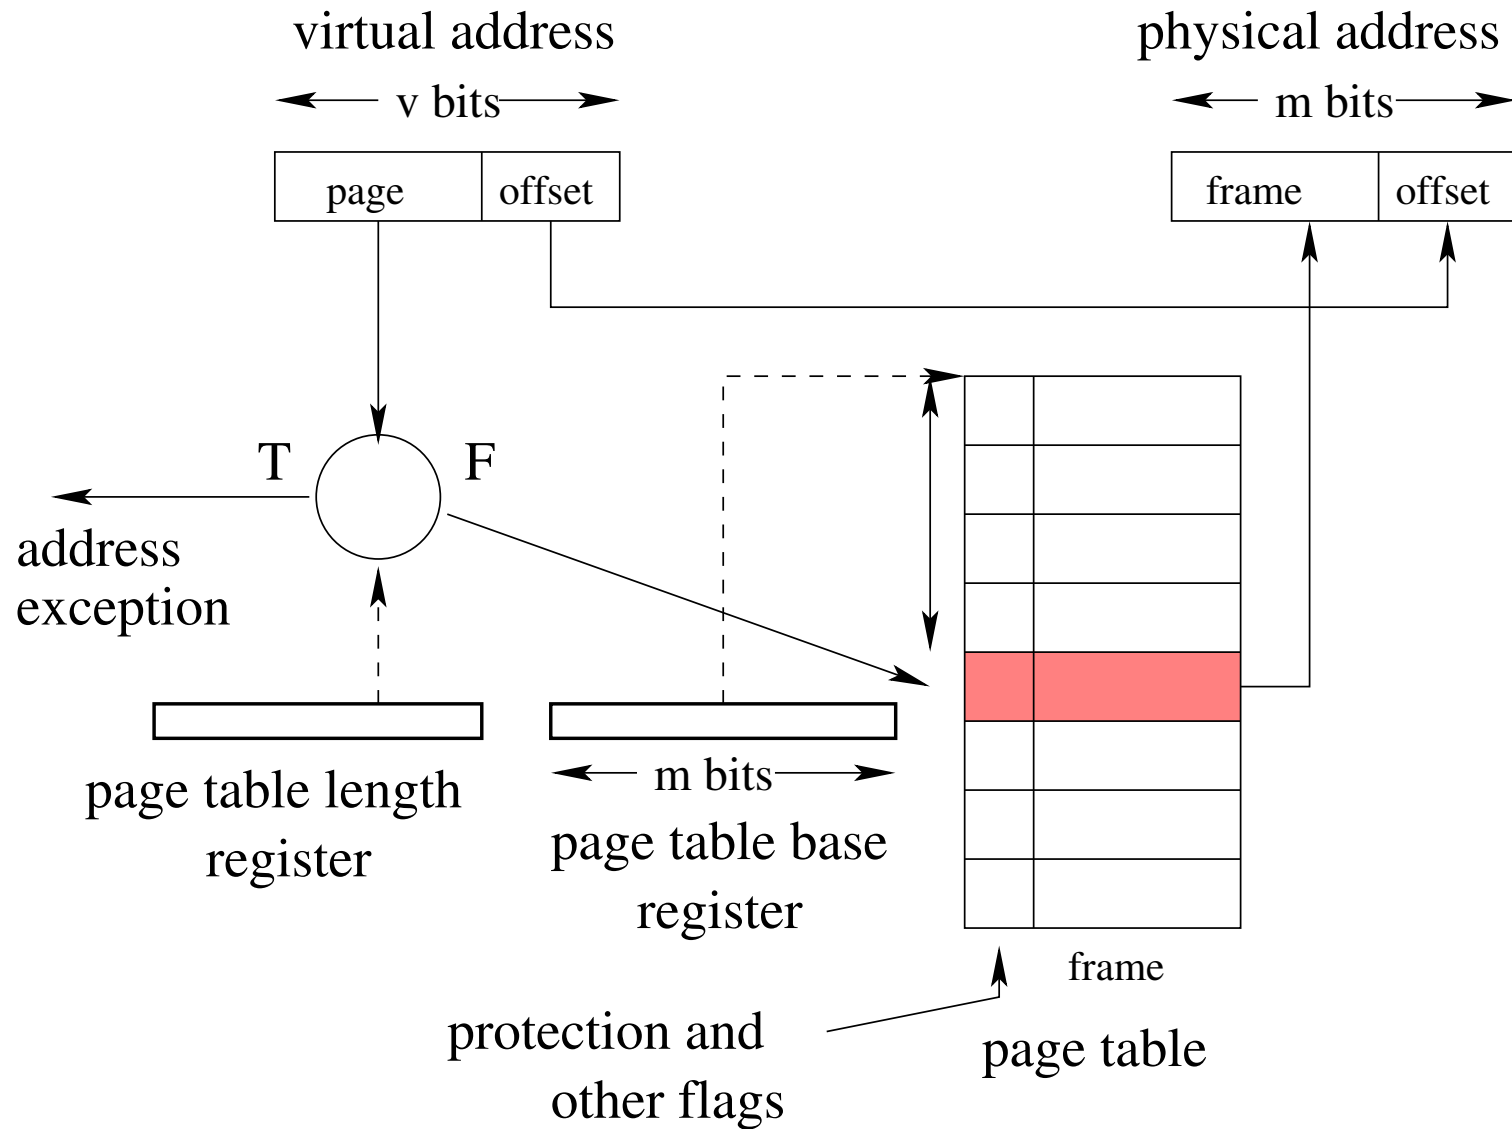 virtual address
physical address
v bits
m bits
page
offset
frame
offset
T
F
address
exception
page table length
register
m bits
page table base
register
frame
protection and
other flags
page table